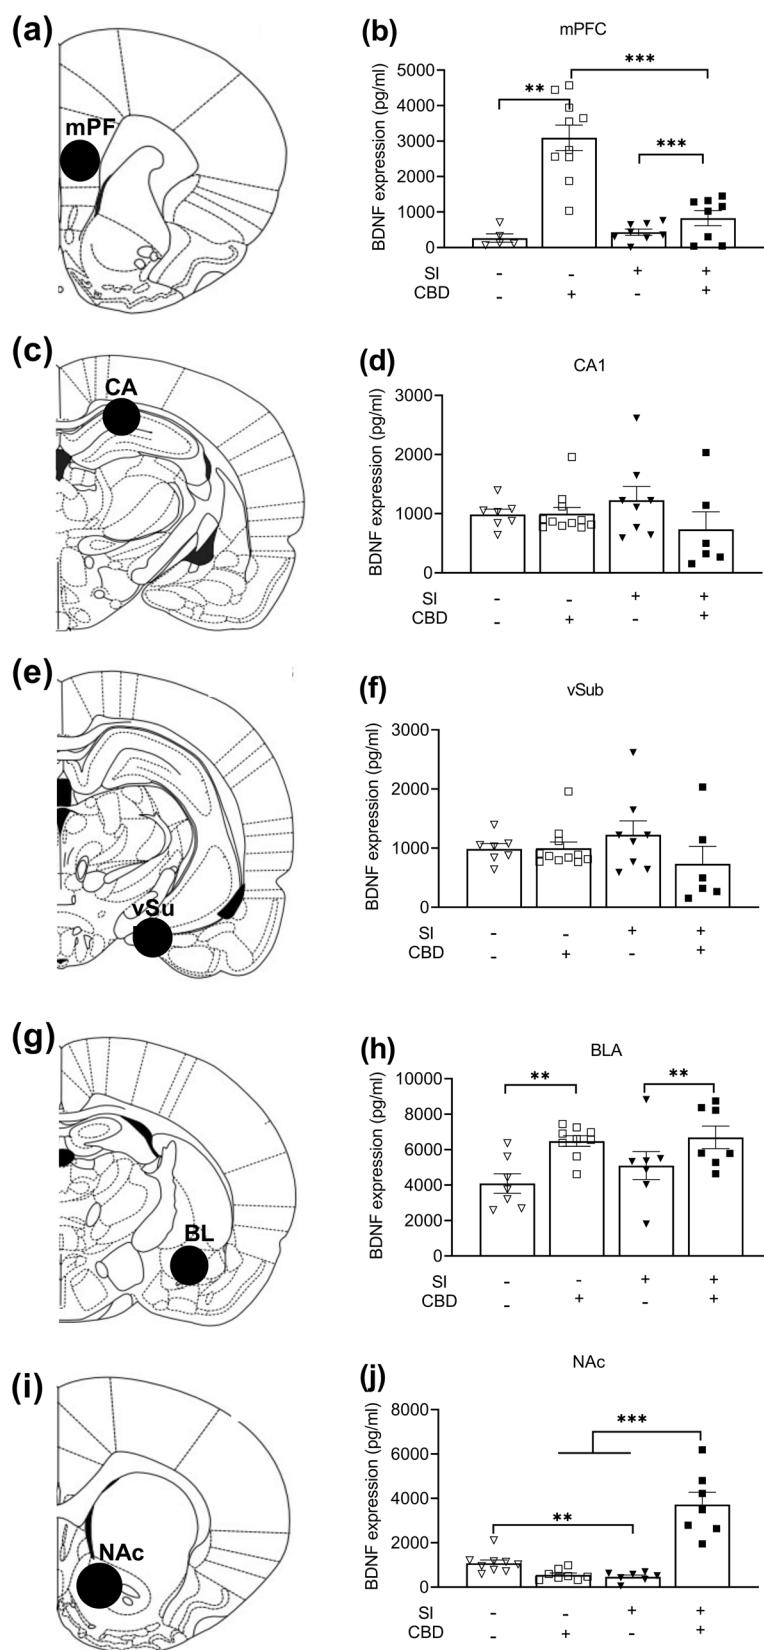 (a)
mPF
(b)
mPFC
BDNF expression (pg/ml)
5000
4000
3000
2000
1000
0
**
***
***
SI - - + +
CBD - + - +
(c)
CA
(d)
CA1
BDNF expression (pg/ml)
3000
2000
1000
0
SI - - + +
CBD - + - +
(e)
vSu
(f)
vSub
BDNF expression (pg/ml)
3000
2000
1000
0
SI - - + +
CBD - + - +
(g)
BL
(h)
BLA
BDNF expression (pg/ml)
10000
8000
6000
4000
2000
0
**
**
SI - - + +
CBD - + - +
(i)
NAc
(j)
NAc
BDNF expression (pg/ml)
8000
6000
4000
2000
0
***
**
SI - - + +
CBD - + - +